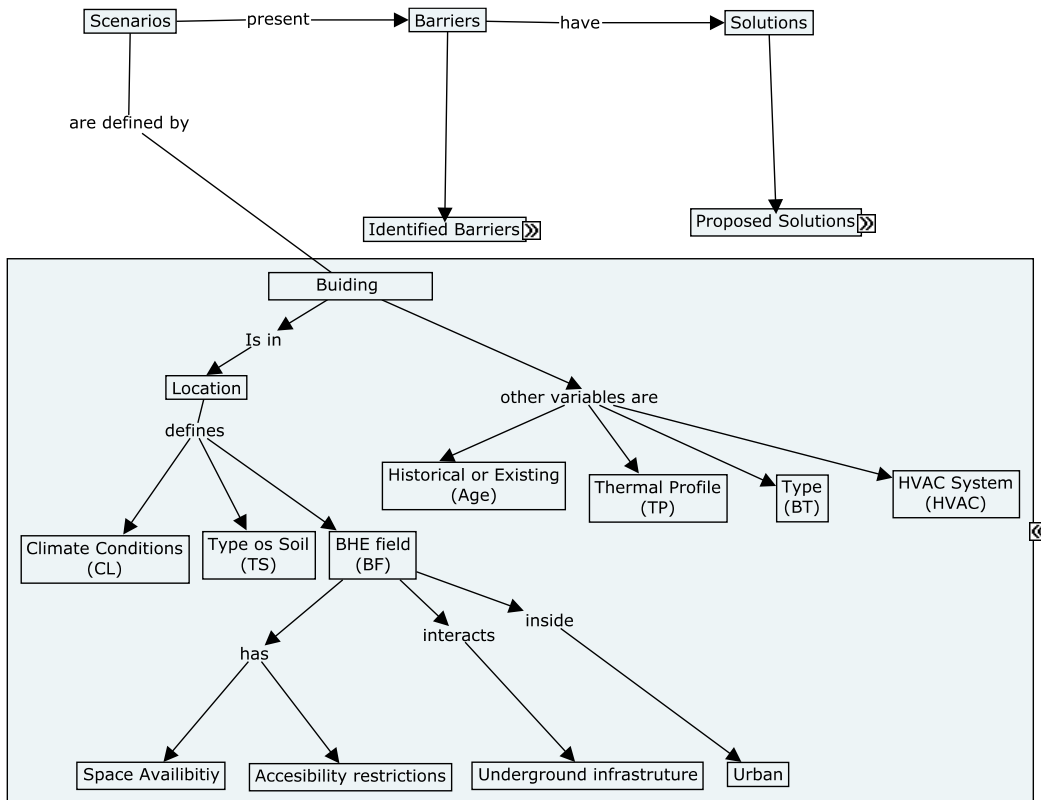 Scenarios
present
Barriers
have
Solutions
are defined by
Identified Barriers
Proposed Solutions
Buiding
Is in
Location
other variables are
defines
Historical or Existing
(Age)
Thermal Profile
(TP)
Type
(BT)
HVAC System
(HVAC)
Climate Conditions
(CL)
Type os Soil
(TS)
BHE field
(BF)
has
interacts
inside
Space Availibitiy
Accesibility restrictions
Underground infrastruture
Urban